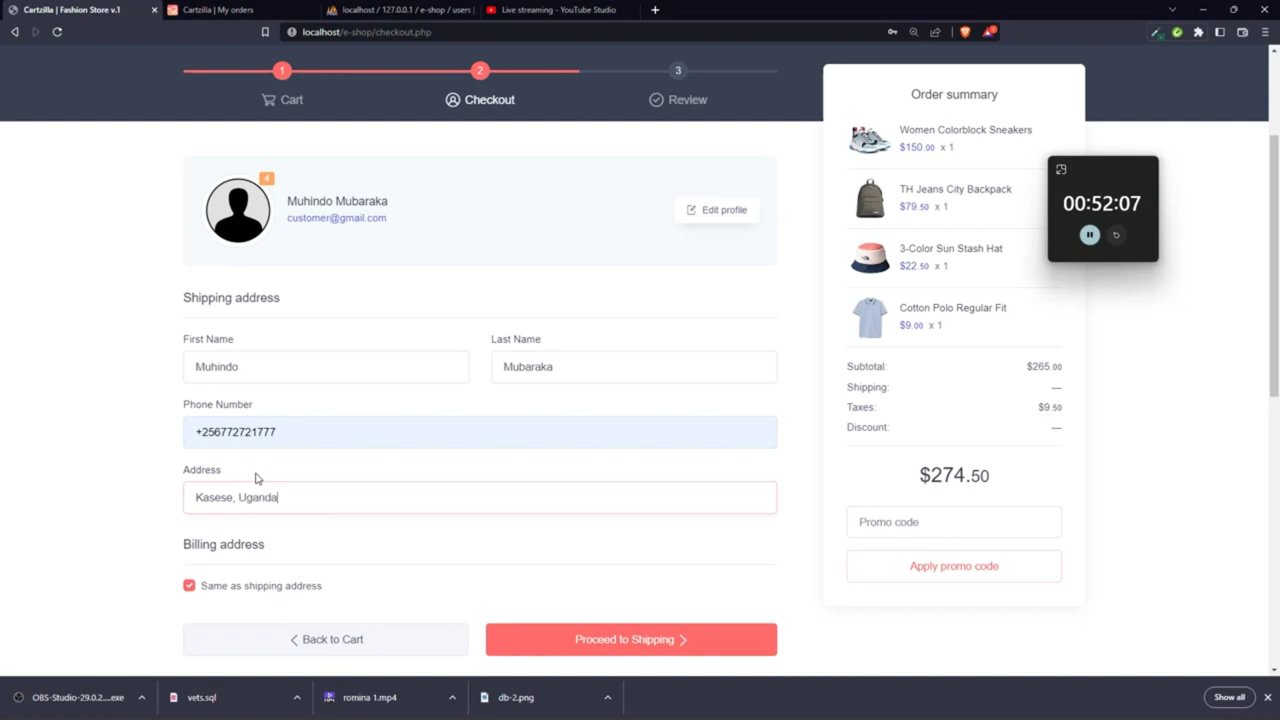 Cartzilla | Fashion Store v.1
Cartzilla | My orders
localhost / 127.0.0.1 / e-shop / users |
Live streaming - YouTube Studio
localhost/e-shop/checkout.php
1
2
3
Cart
Checkout
Review
4
Muhindo Mubaraka
customer@gmail.com
Edit profile
Shipping address
First Name
Last Name
Muhindo
Mubaraka
Phone Number
+256772721777
Address
Kasese, Uganda
Billing address
Same as shipping address
Back to Cart
Proceed to Shipping
Order summary
Women Colorblock Sneakers
$150.00 x 1
TH Jeans City Backpack
$79.50 x 1
3-Color Sun Stash Hat
$22.50 x 1
Cotton Polo Regular Fit
$9.00 x 1
Subtotal: $265.00
Shipping: —
Taxes: $9.50
Discount: —
$274.50
Promo code
Apply promo code
00:52:07
OBS-Studio-29.0.2....exe
vets.sql
romina 1.mp4
db-2.png
Show all